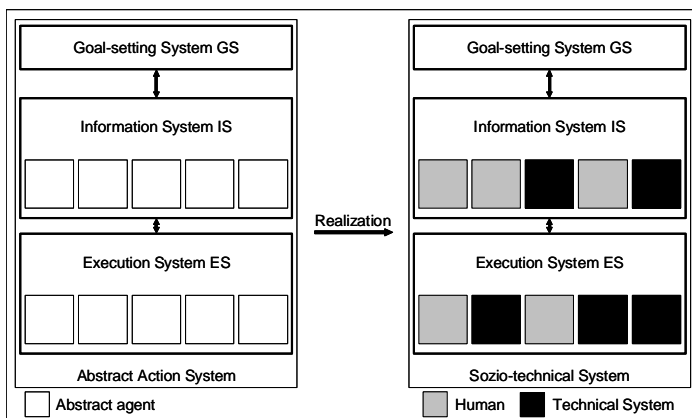 Goal-setting System GS
Information System IS
Execution System ES
Abstract Action System
Abstract agent
Realization
Goal-setting System GS
Information System IS
Execution System ES
Sozio-technical System
Human
Technical System